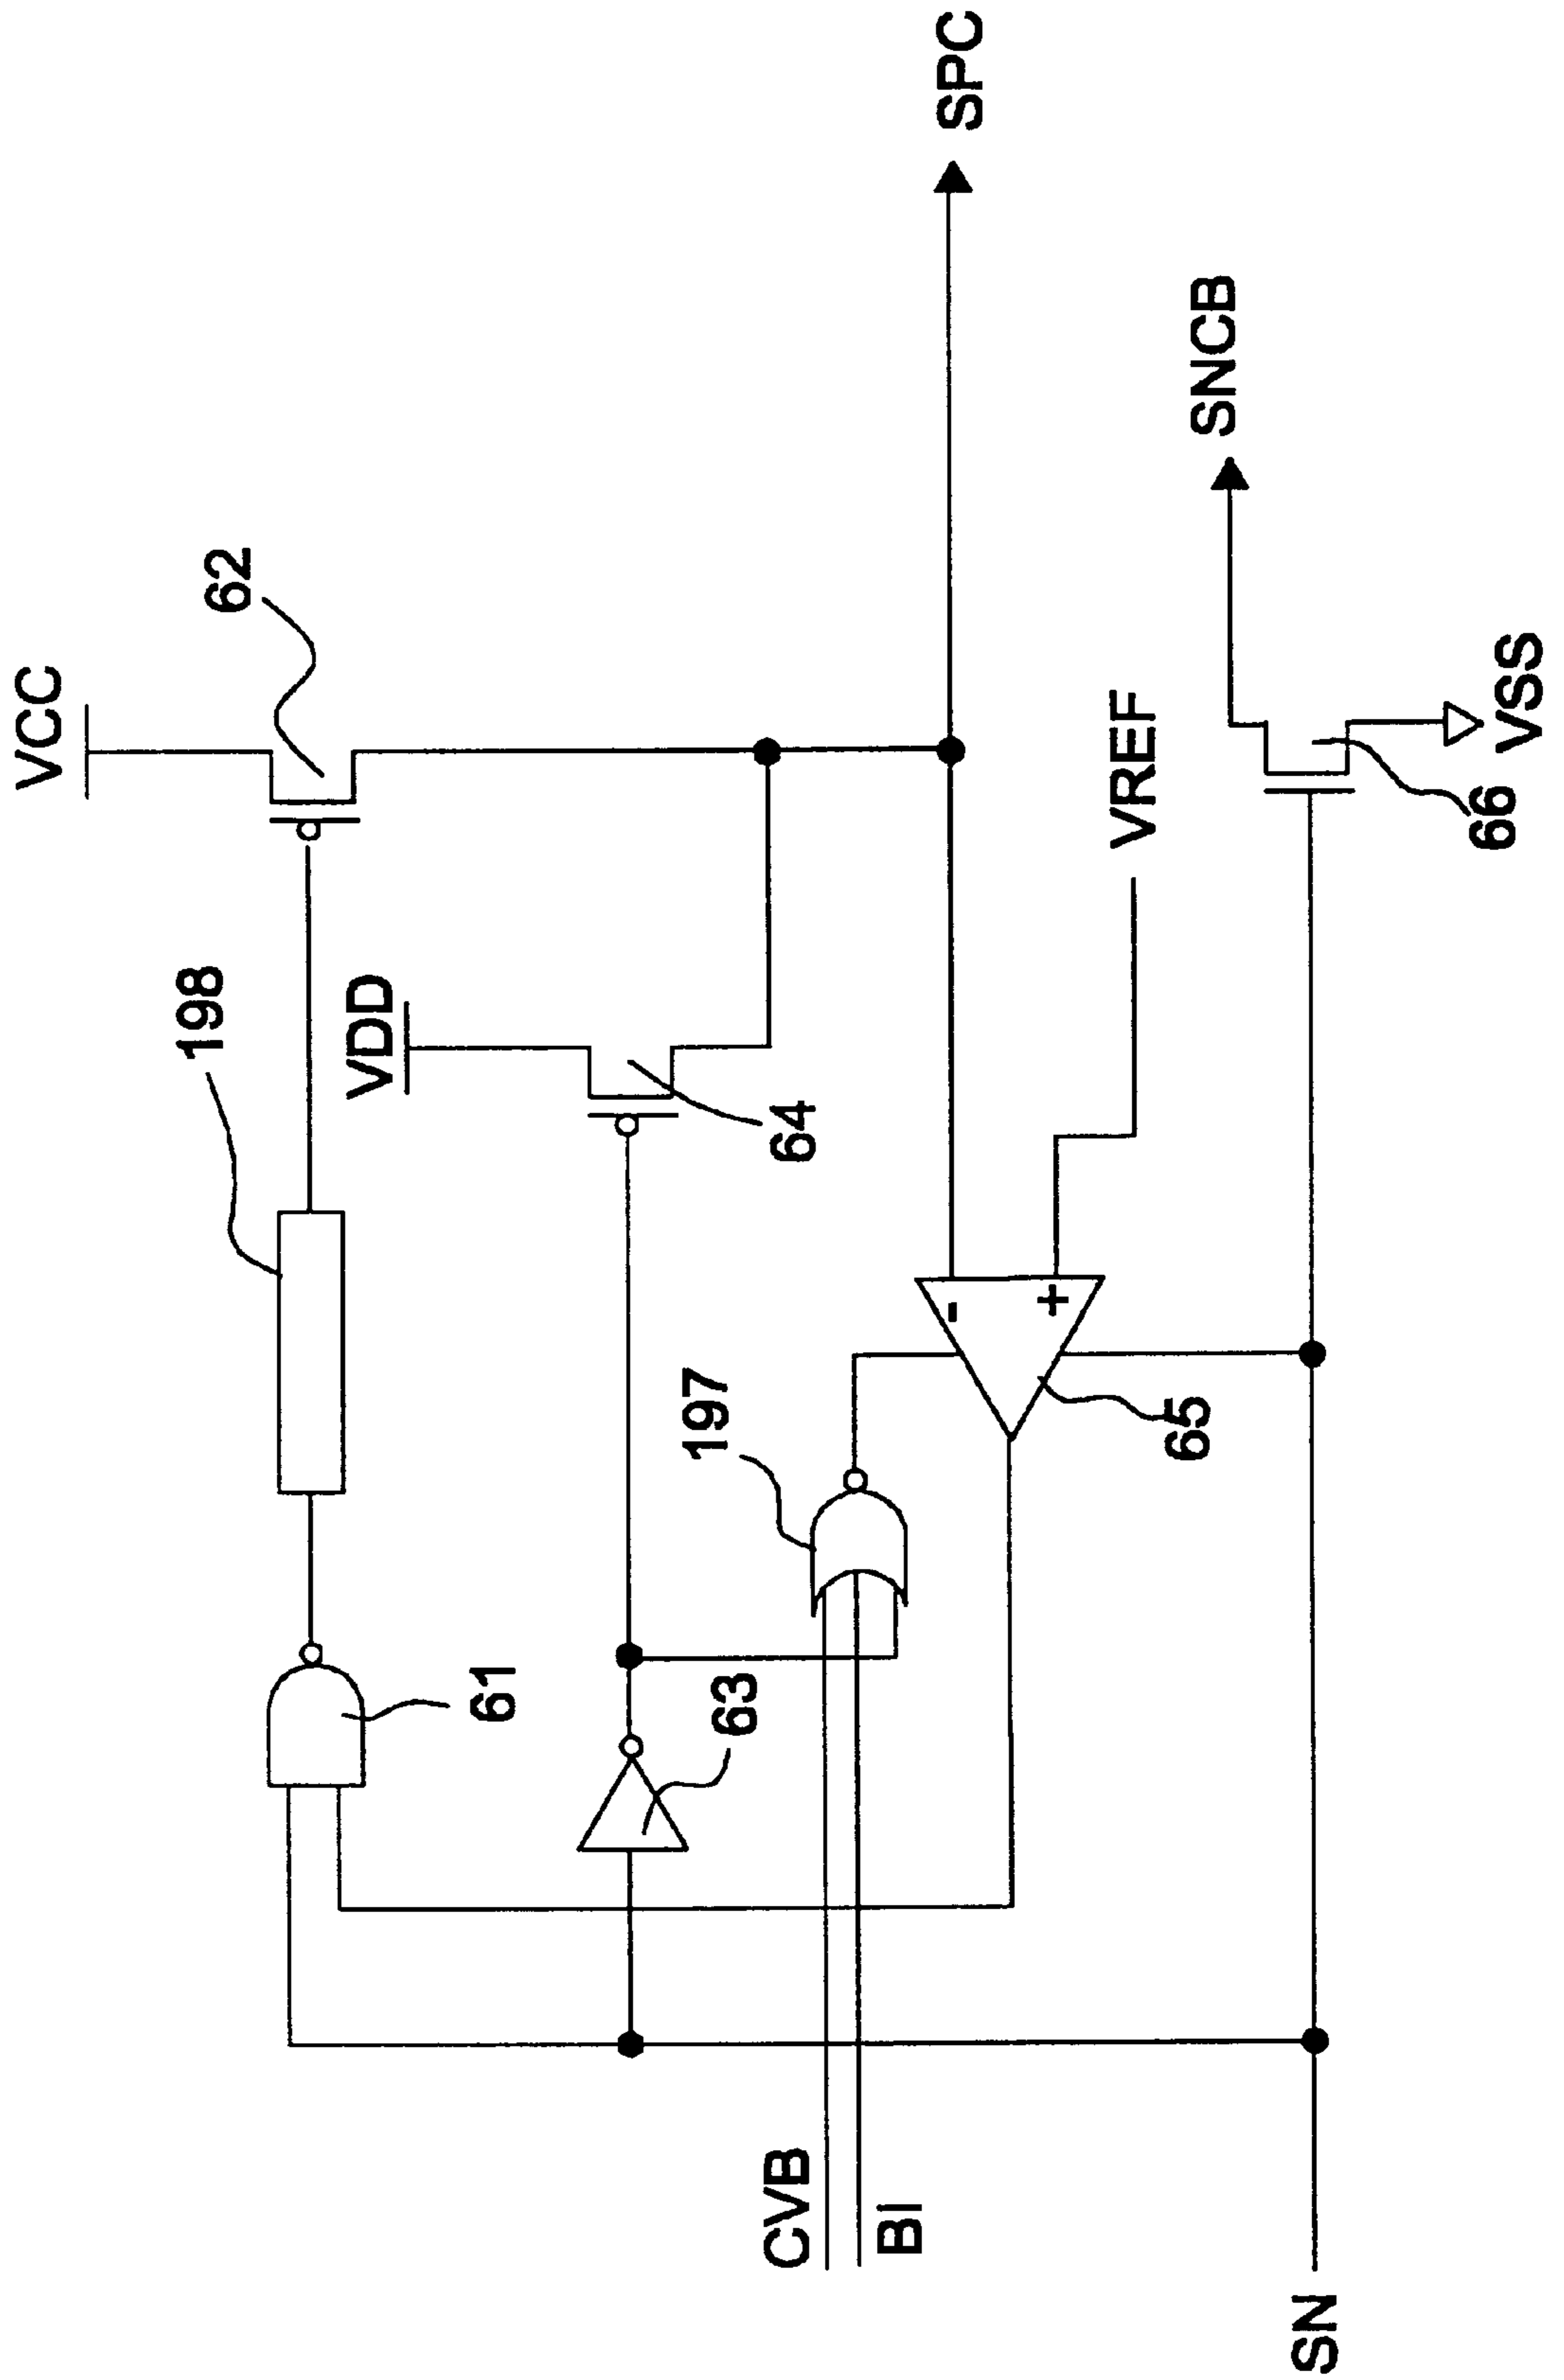 VCC
62
198
VDD
64
SPC
61
63
197
VREF
SNCB
65
66
VSS
CVB
BI
SN
-
+